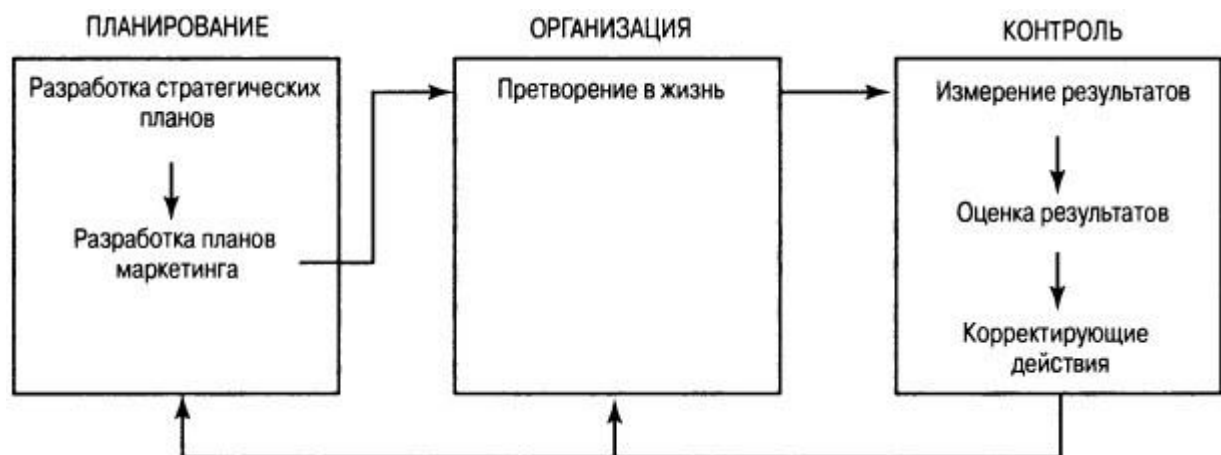 ПЛАНИРОВАНИЕ
Разработка стратегических
планов
Разработка планов
маркетинга
ОРГАНИЗАЦИЯ
Претворение в жизнь
КОНТРОЛЬ
Измерение результатов
Оценка результатов
Корректирующие
действия